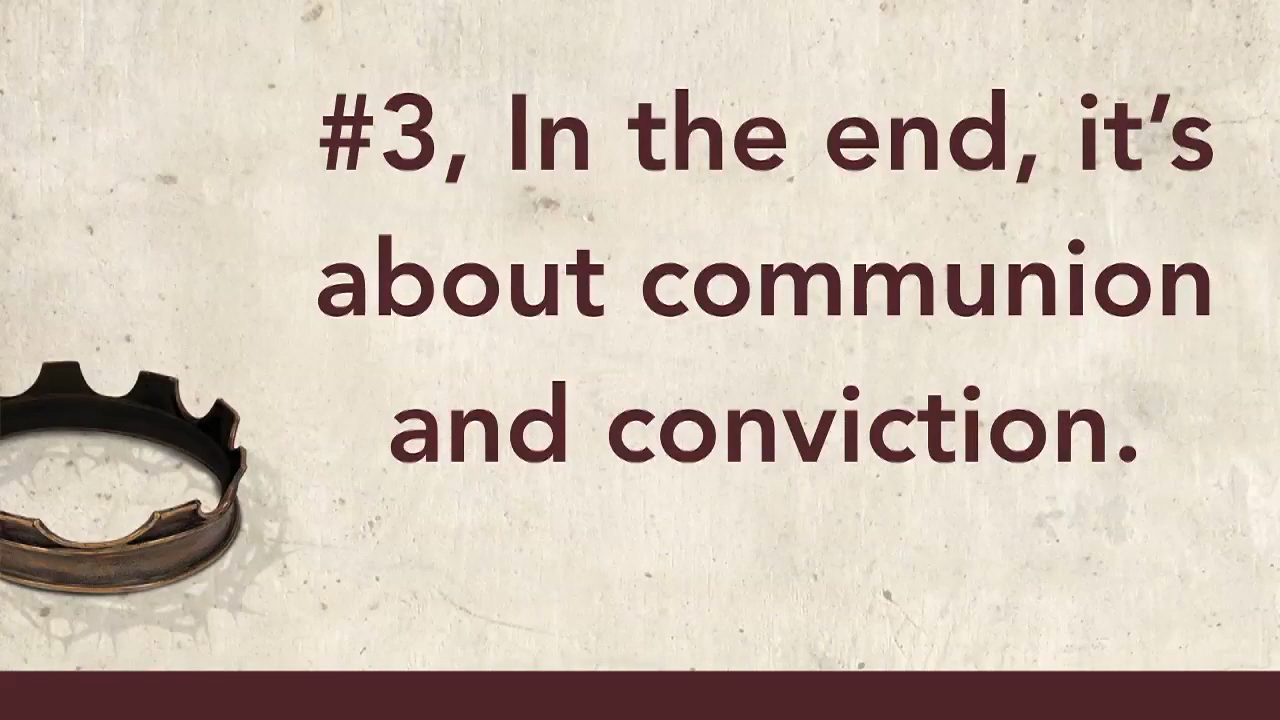 #3, In the end, it’s
about communion
and conviction.